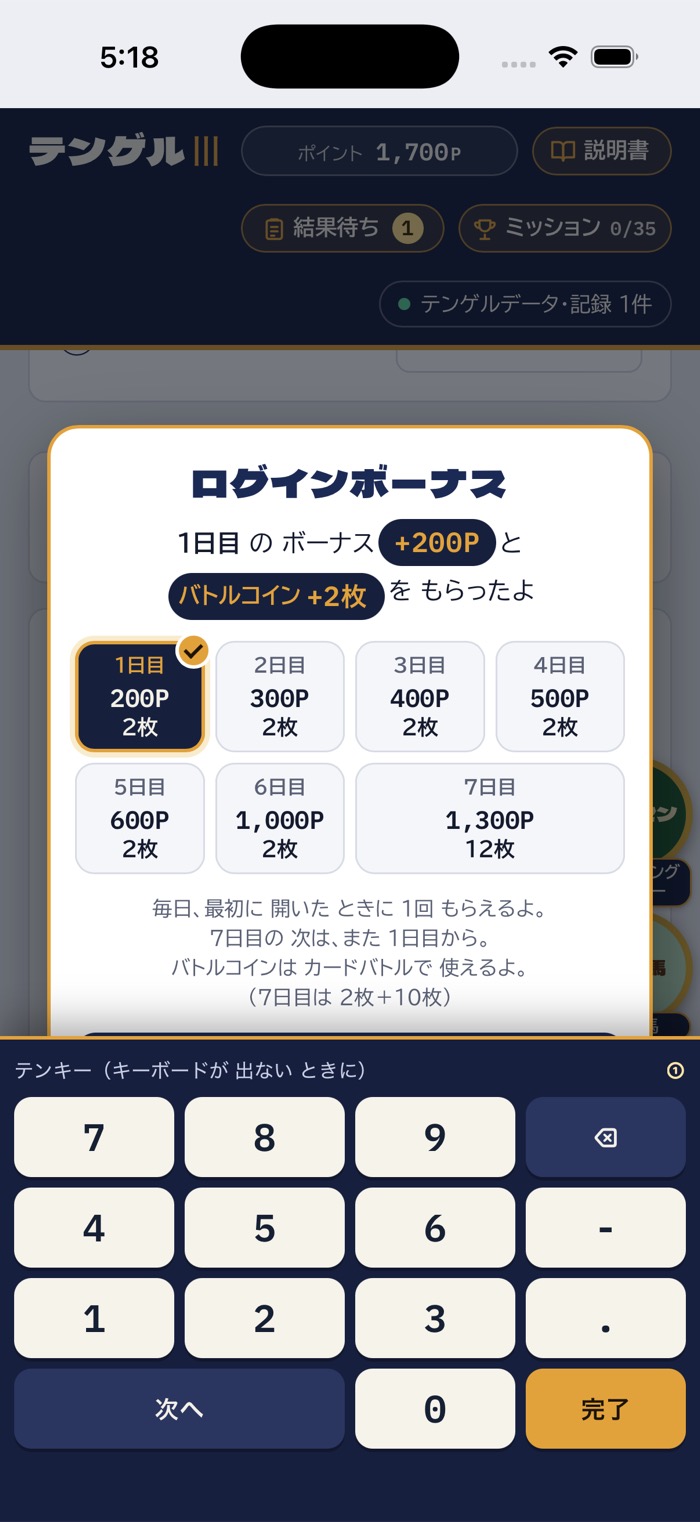 5:18
テンゲル
ポイント 1,700P
説明書
結果待ち 1
ミッション 0/35
テンゲルデータ・記録 1件
ログインボーナス
1日目 の ボーナス +200P と
バトルコイン +2枚 を もらったよ
1日目 2日目 3日目 4日目
200P 300P 400P 500P
2枚 2枚 2枚 2枚
5日目 6日目 7日目
600P 1,000P 1,300P
2枚 2枚 12枚
毎日、最初に 開いた ときに 1回 もらえるよ。
7日目の 次は、また 1日目から。
バトルコインは カードバトルで 使えるよ。
（7日目は 2枚＋10枚）
テンキー（キーボードが 出ない ときに） ①
7 8 9
4 5 6 -
1 2 3 .
次へ 0 完了